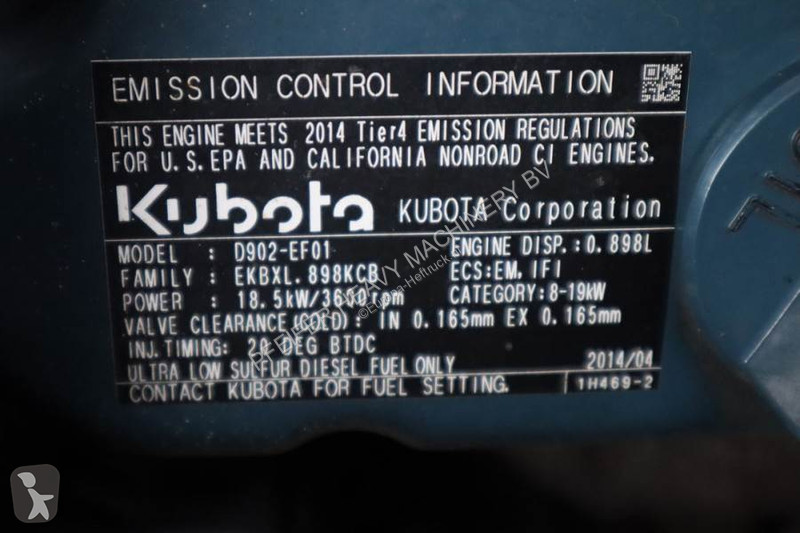 EMISSION CONTROL INFORMATION
THIS ENGINE MEETS 2014 Tier4 EMISSION REGULATIONS
FOR U.S.EPA AND CALIFORNIA NONROAD CI ENGINES.
Kubota KUBOTA Corporation
MODEL : D902-EF01 ENGINE DISP.:0.898L
FAMILY : EKBXL.898KCB ECS:EM,IFI
POWER : 18.5kW/3600rpm CATEGORY:8-19kW
VALVE CLEARANCE(COLD): IN 0.165mm EX 0.165mm
INJ.TIMING: 20 DEG BTDC
ULTRA LOW SULFUR DIESEL FUEL ONLY 2014/04
CONTACT KUBOTA FOR FUEL SETTING. 1H469-2
HEAVY MACHINERY BV